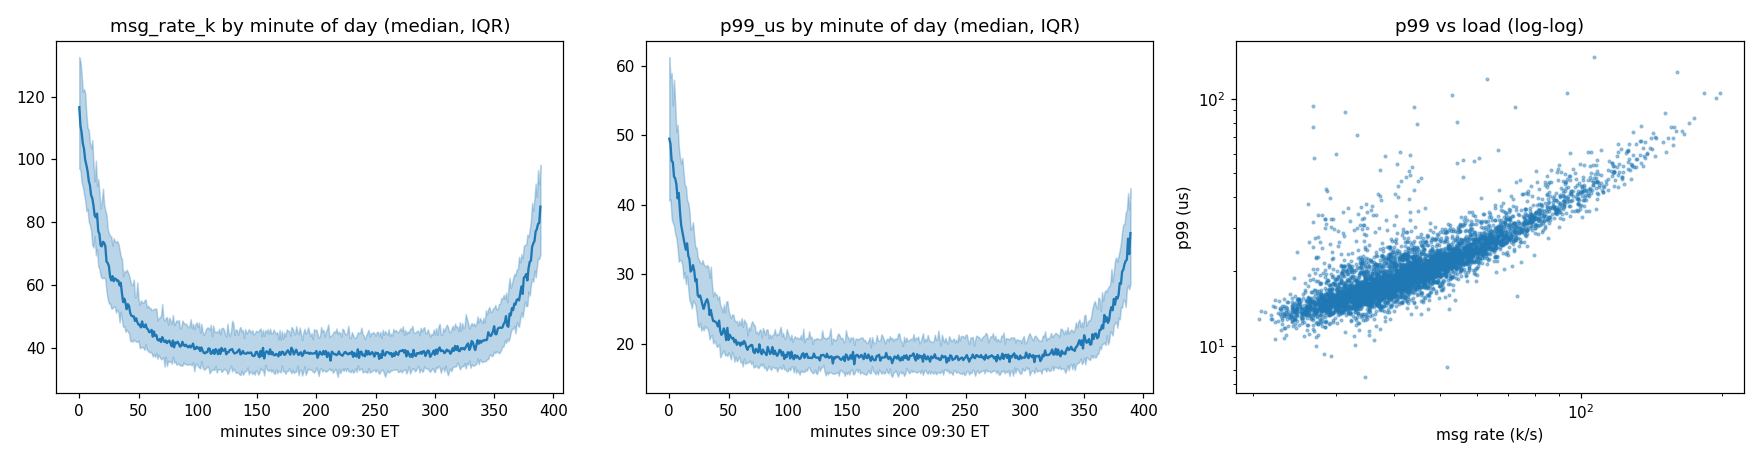 msg_rate_k by minute of day (median, IQR)
120
100
80
60
40
0 50 100 150 200 250 300 350 400
minutes since 09:30 ET
p99_us by minute of day (median, IQR)
60
50
40
30
20
0 50 100 150 200 250 300 350 400
minutes since 09:30 ET
p99 vs load (log-log)
p99 (us)
10²
10¹
10²
msg rate (k/s)